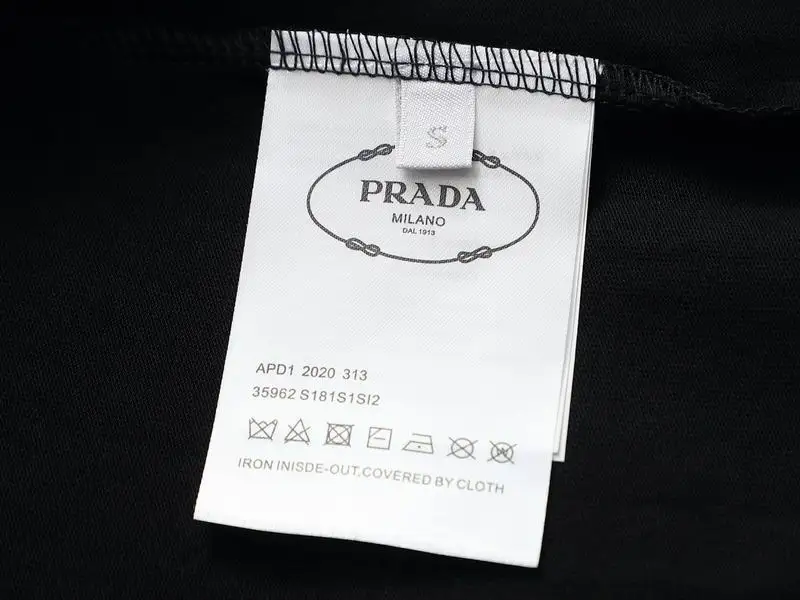 S
PRADA
MILANO
DAL 1913
APD1 2020 313
35962 S181S1SI2
IRON INISDE-OUT,COVERED BY CLOTH